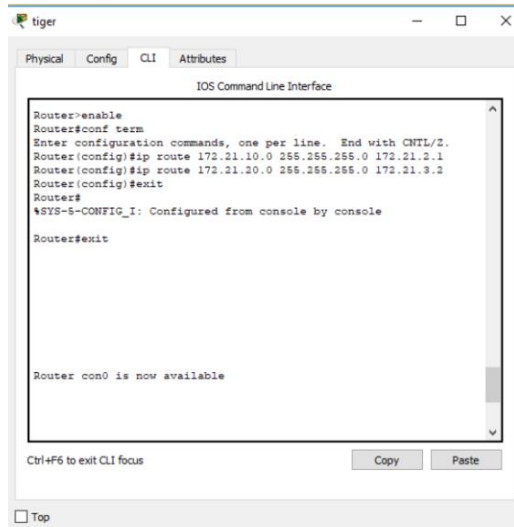 tiger
Physical Config CLI Attributes
IOS Command Line Interface
Router>enable
Router#conf term
Enter configuration commands, one per line. End with CNTL/Z.
Router(config)#ip route 172.21.10.0 255.255.255.0 172.21.2.1
Router(config)#ip route 172.21.20.0 255.255.255.0 172.21.3.2
Router(config)#exit
Router#
%SYS-5-CONFIG_I: Configured from console by console
Router#exit
Router con0 is now available
Ctrl+F6 to exit CLI focus
Copy Paste
Top